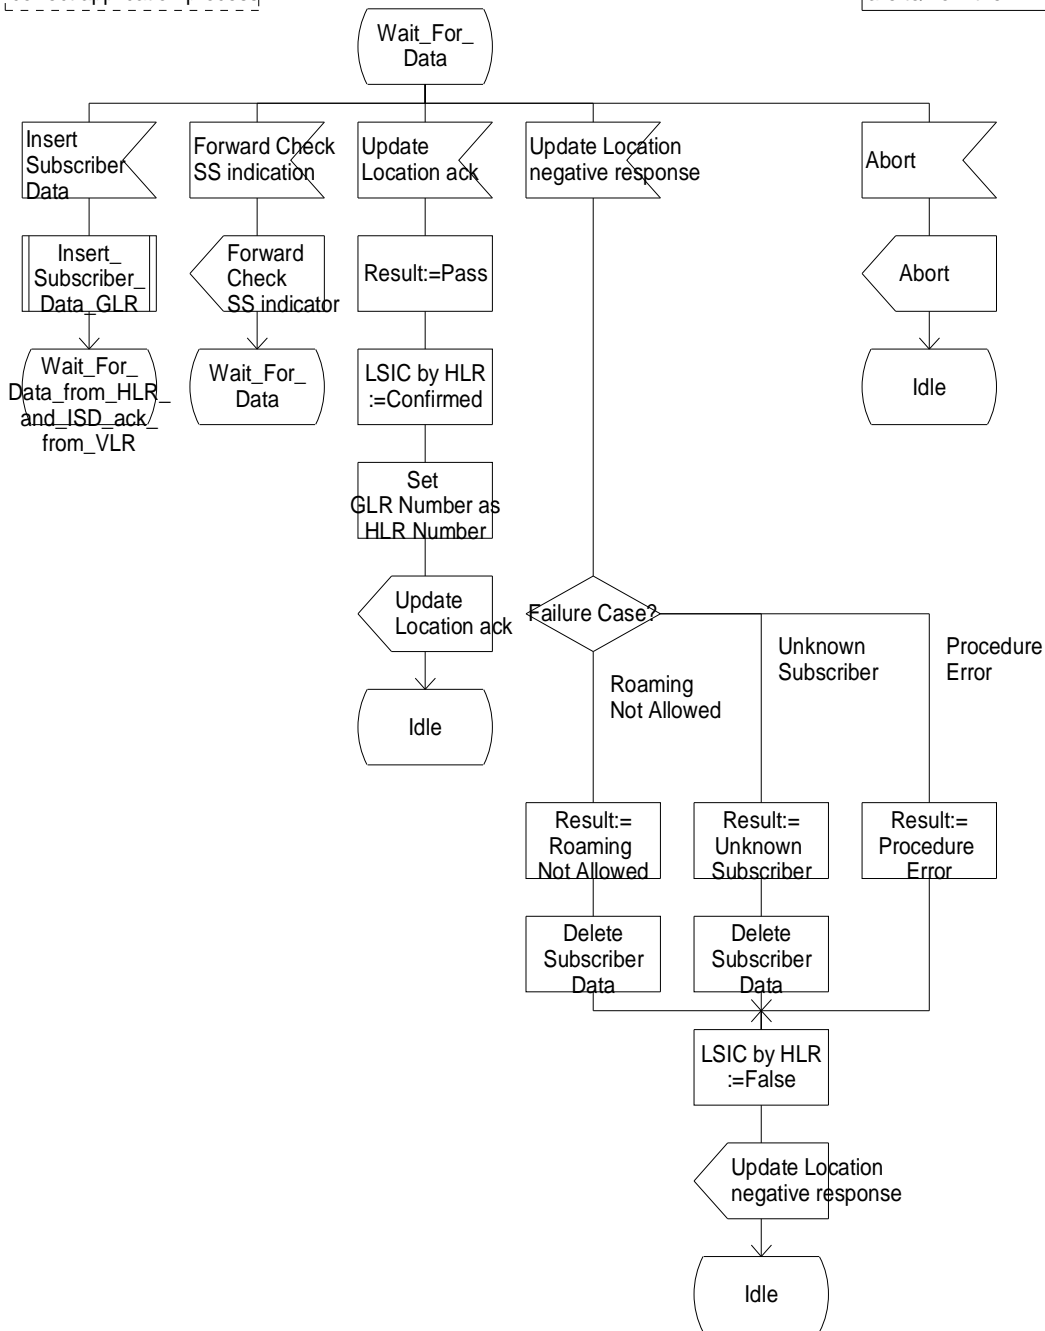 Wait_For_
Data
Insert
Subscriber
Data
Forward Check
SS indication
Update
Location ack
Update Location
negative response
Abort
Insert_
Subscriber_
Data_GLR
Forward
Check
SS indicator
Result:=Pass
Abort
Wait_For_
Data_from_HLR_
and_ISD_ack_
from_VLR
Wait_For_
Data
LSIC by HLR
:=Confirmed
Idle
Set
GLR Number as
HLR Number
Update
Location ack
Failure Case?
Unknown
Subscriber
Procedure
Error
Roaming
Not Allowed
Idle
Result:=
Roaming
Not Allowed
Result:=
Unknown
Subscriber
Result:=
Procedure
Error
Delete
Subscriber
Data
Delete
Subscriber
Data
LSIC by HLR
:=False
Update Location
negative response
Idle